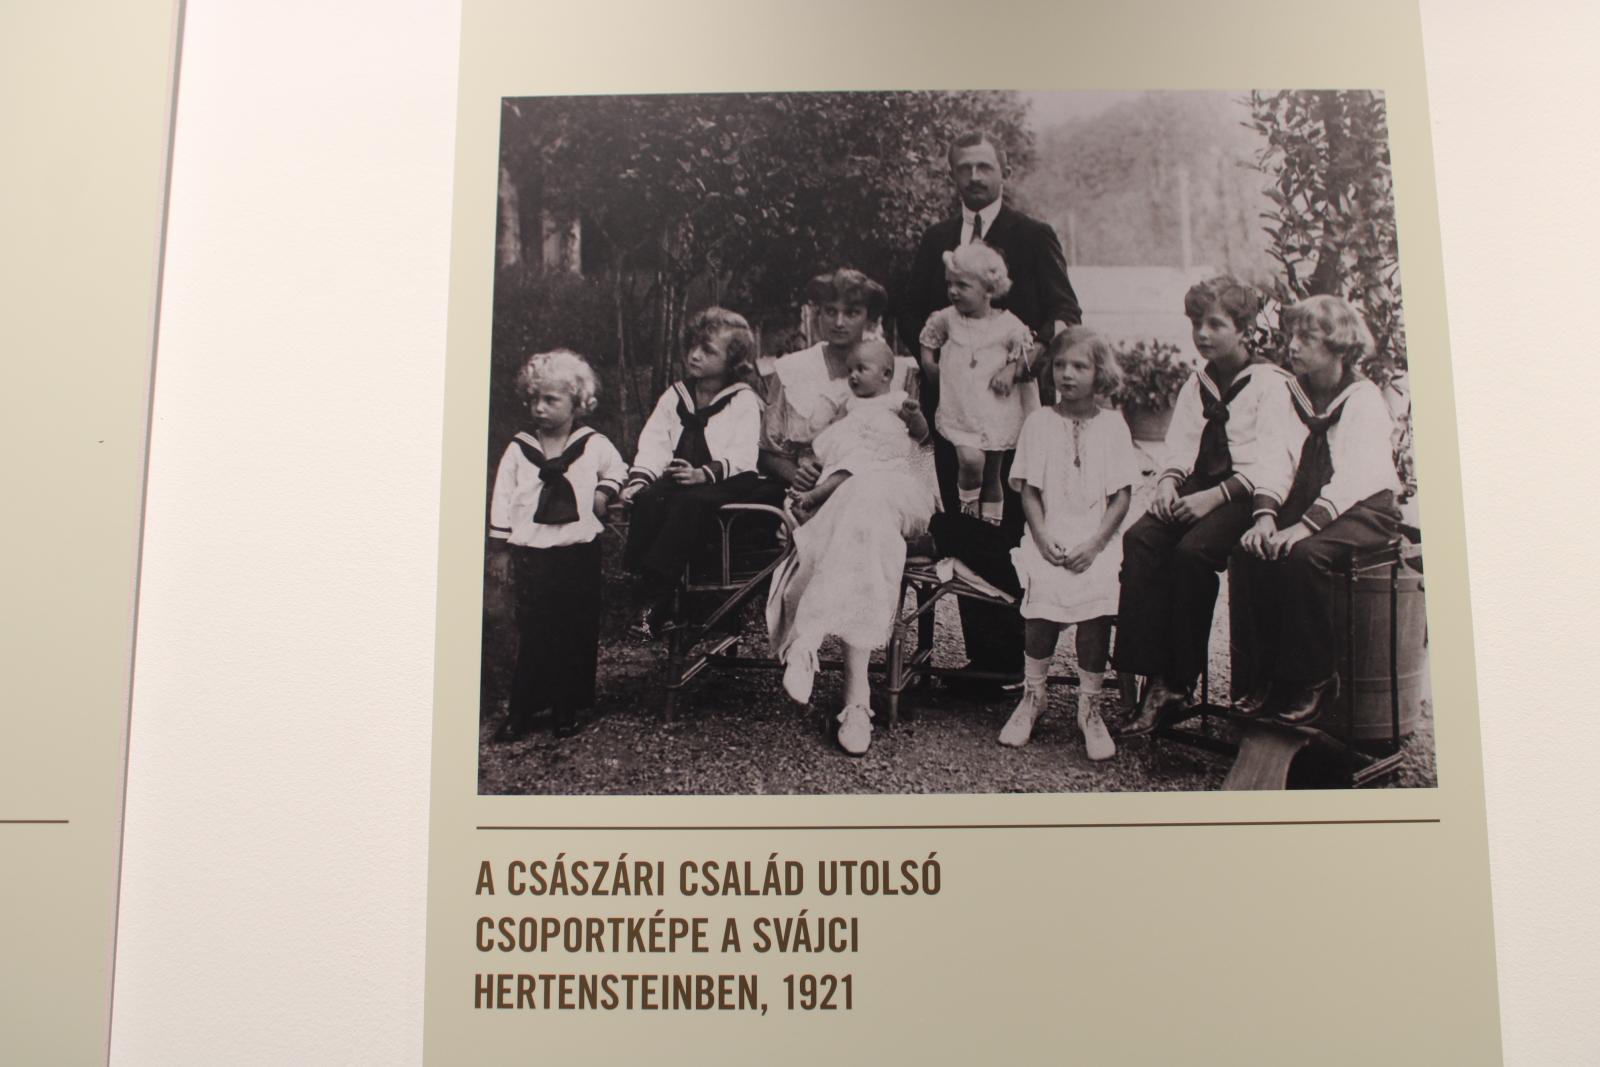 A CSÁSZÁRI CSALÁD UTOLSÓ
CSOPORTKÉPE A SVÁJCI
HERTENSTEINBEN, 1921